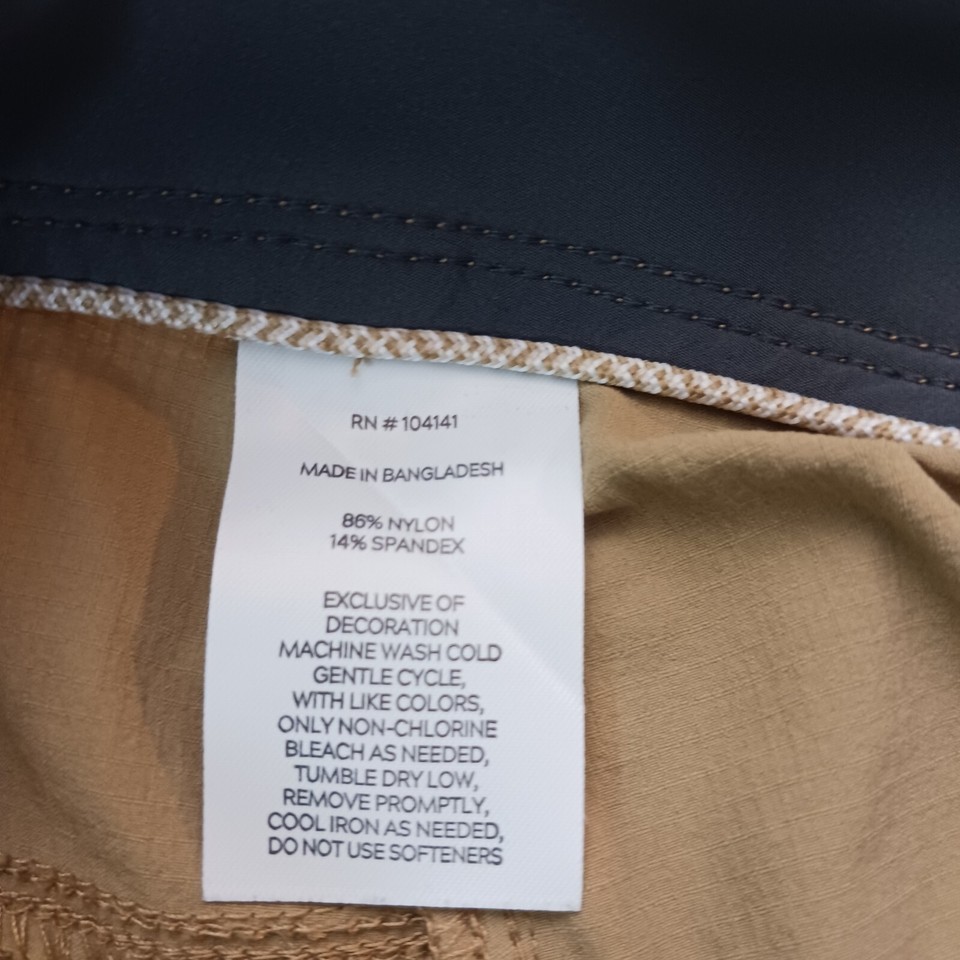 RN # 104141
MADE IN BANGLADESH
86% NYLON
14% SPANDEX
EXCLUSIVE OF
DECORATION
MACHINE WASH COLD
GENTLE CYCLE,
WITH LIKE COLORS,
ONLY NON-CHLORINE
BLEACH AS NEEDED,
TUMBLE DRY LOW,
REMOVE PROMPTLY,
COOL IRON AS NEEDED,
DO NOT USE SOFTENERS